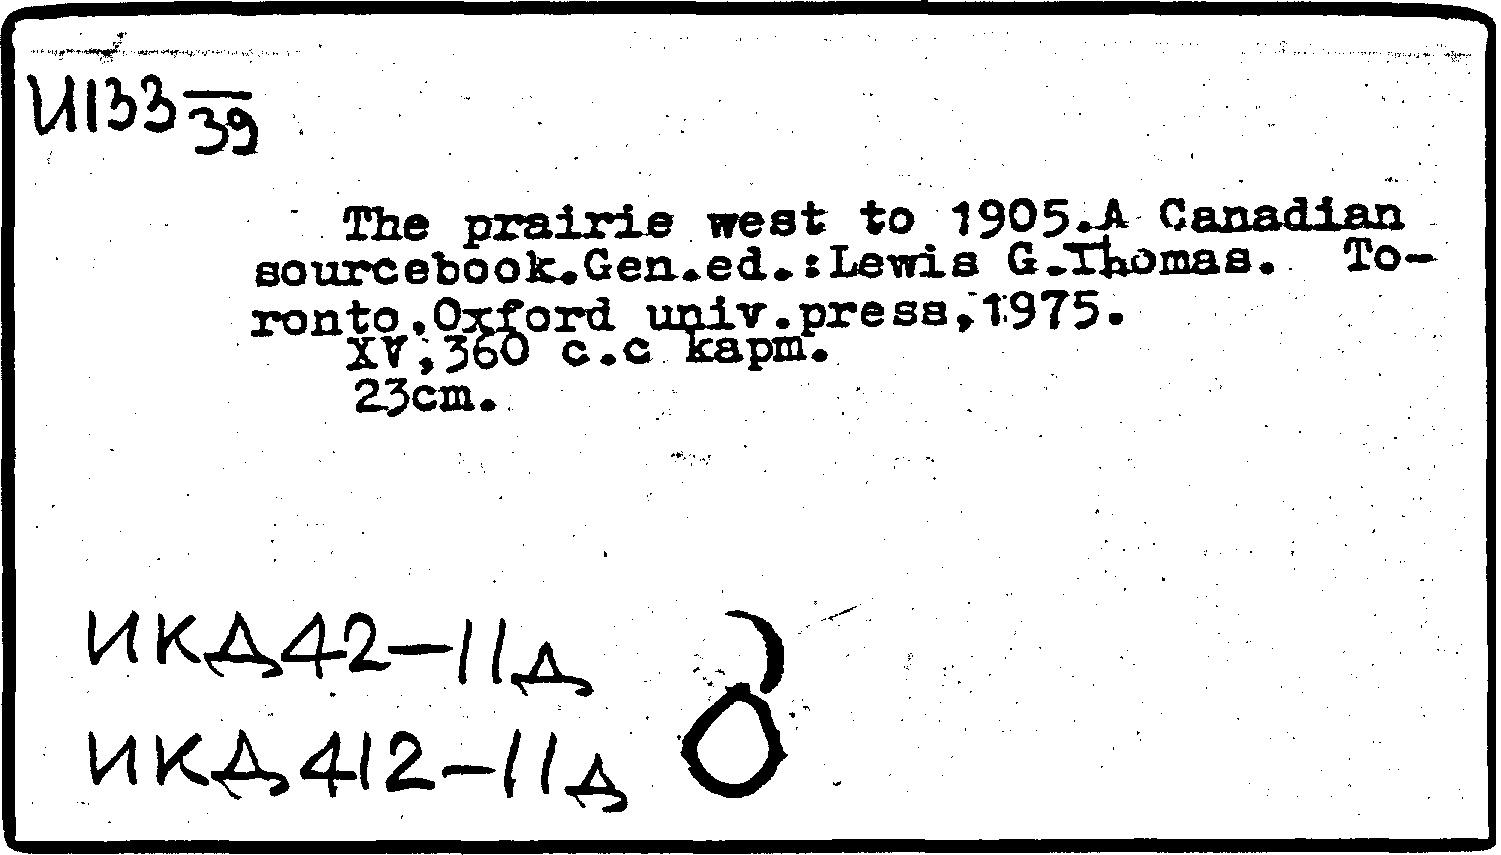 И133 39
The prairie west to 1905.A Canadian
sourcebook.Gen.ed.:Lewis G.Thomas. To-
ronto,Oxford univ.press,1975.
XV,360 с.с карт.
23cm.
ИКД42-11д
ИКД412-11д